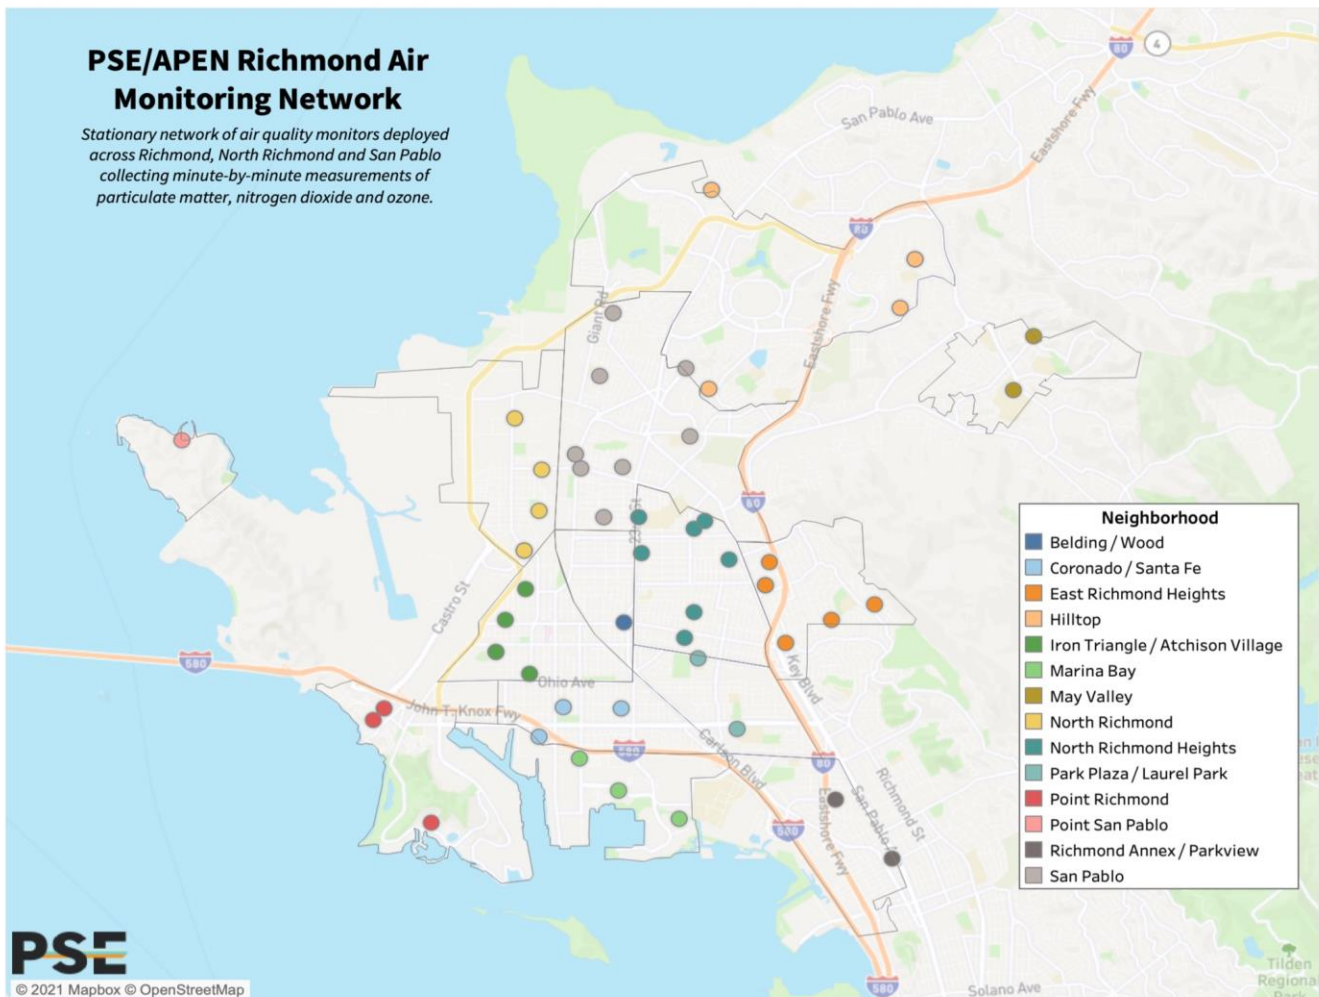 PSE/APEN Richmond Air
Monitoring Network
Stationary network of air quality monitors deployed
across Richmond, North Richmond and San Pablo
collecting minute-by-minute measurements of
particulate matter, nitrogen dioxide and ozone.
80
4
San Pablo Ave
Eastshore Fwy
80
Giant Rd
Eastshore Fwy
80
23rd St
Castro St
580
Ohio Ave
Key Blvd
John T. Knox Fwy
580
Carlson Blvd
80
Richmond St
San Pablo
Eastshore Fwy
580
580
Solano Ave
Tilden
Regional
Park
Neighborhood
Belding / Wood
Coronado / Santa Fe
East Richmond Heights
Hilltop
Iron Triangle / Atchison Village
Marina Bay
May Valley
North Richmond
North Richmond Heights
Park Plaza / Laurel Park
Point Richmond
Point San Pablo
Richmond Annex / Parkview
San Pablo
PSE
© 2021 Mapbox © OpenStreetMap